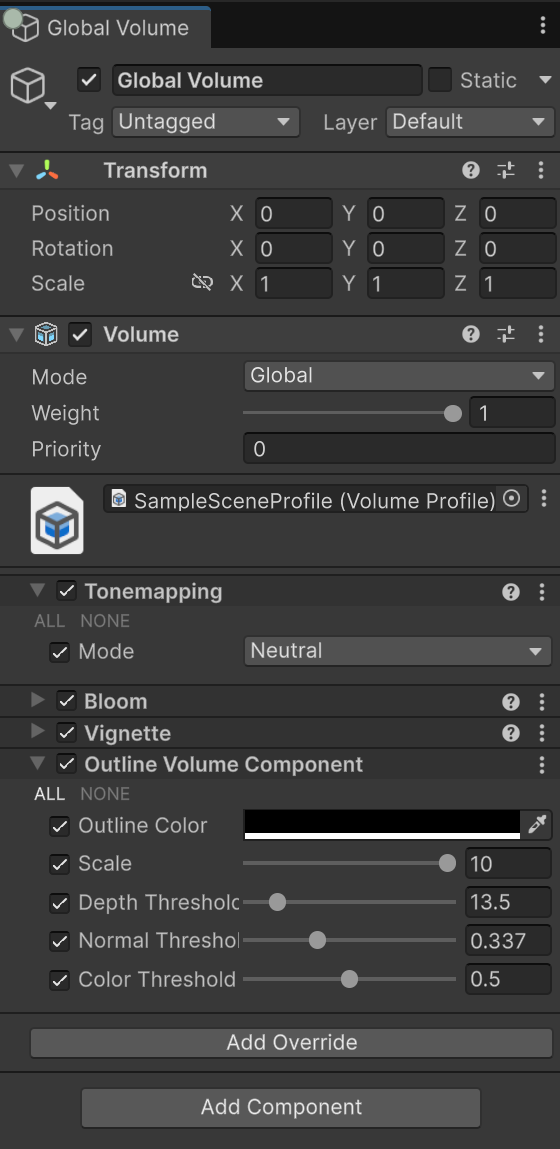 Global Volume
Global Volume Static
Tag Untagged Layer Default
Transform
Position X 0 Y 0 Z 0
Rotation X 0 Y 0 Z 0
Scale X 1 Y 1 Z 1
Volume
Mode Global
Weight 1
Priority 0
SampleSceneProfile (Volume Profile)
Tonemapping
ALL NONE
Mode Neutral
Bloom
Vignette
Outline Volume Component
ALL NONE
Outline Color
Scale 10
Depth Threshold 13.5
Normal Threshol 0.337
Color Threshold 0.5
Add Override
Add Component